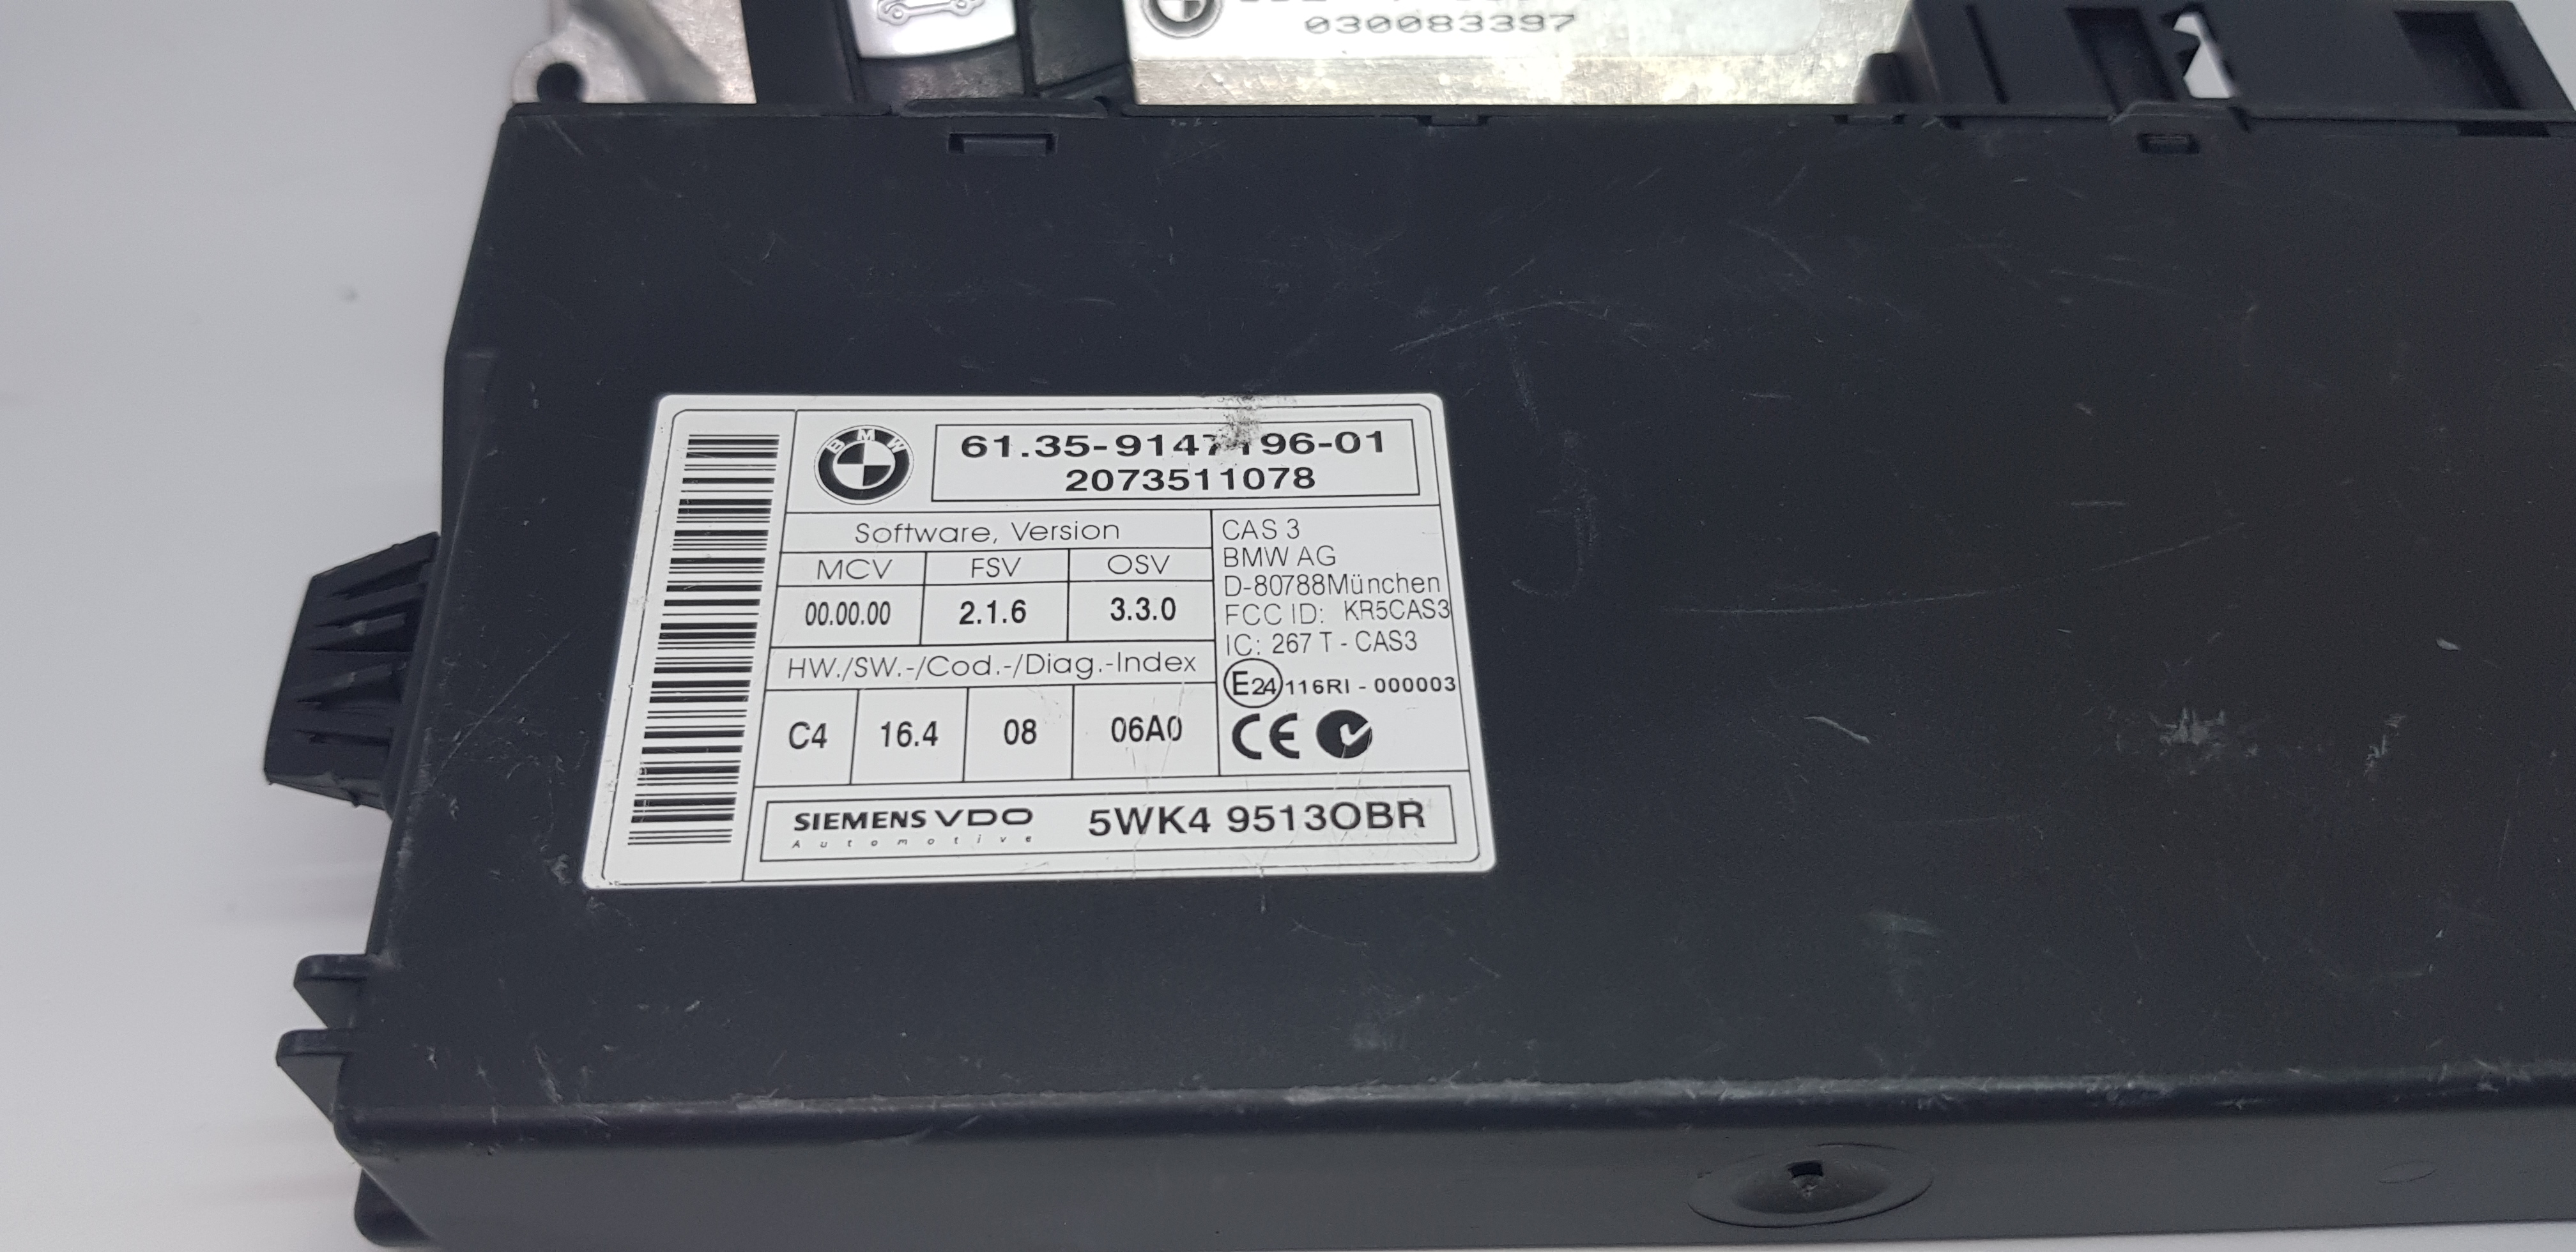 030083397
BMW
61.35-9147196-01
2073511078
Software, Version
MCV FSV OSV
00.00.00 2.1.6 3.3.0
HW./SW.-/Cod.-/Diag.-Index
C4 16.4 08 06A0
CAS 3
BMW AG
D-80788München
FCC ID: KR5CAS3
IC: 267 T - CAS3
E24 116RI - 000003
CE
SIEMENS VDO 5WK4 9513OBR
Automotive